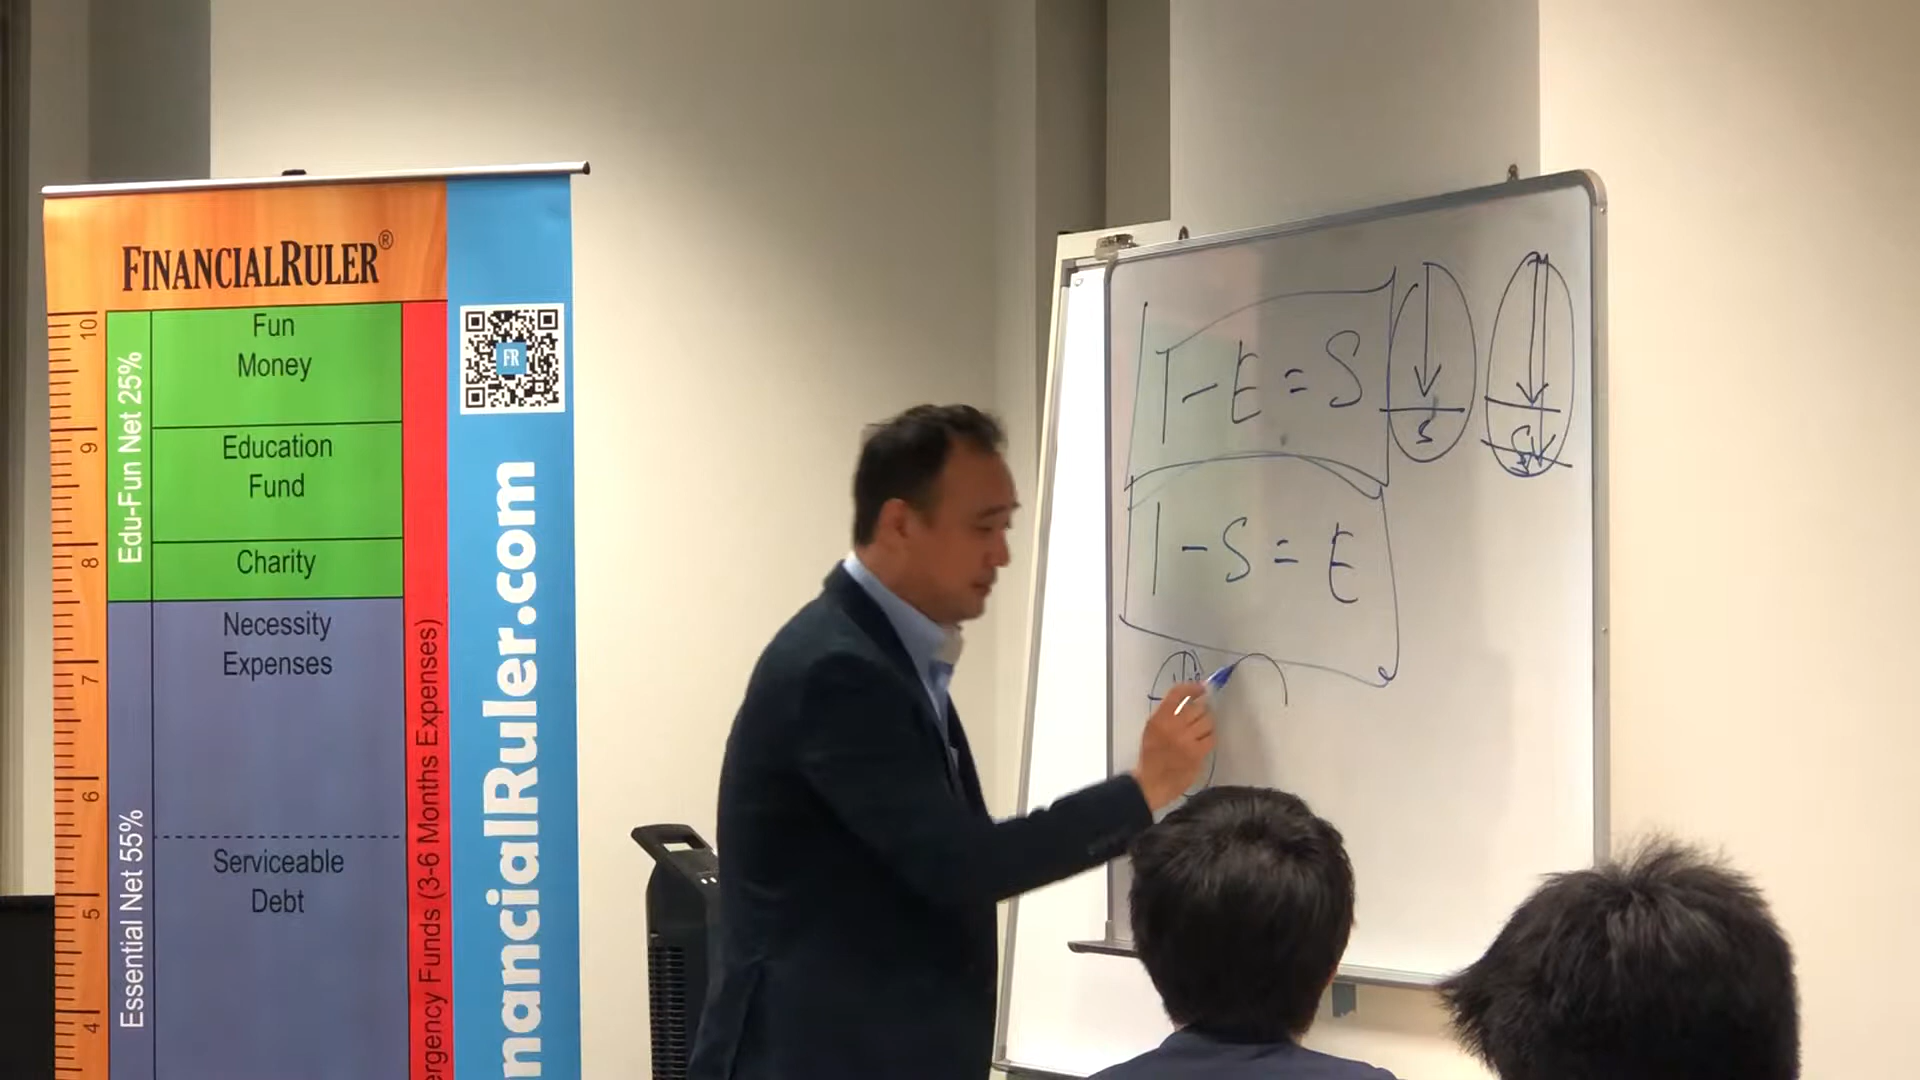 FINANCIALRULER®
10
9
8
7
6
5
4
Edu-Fun Net 25%
Essential Net 55%
Fun
Money
Education
Fund
Charity
Necessity
Expenses
Serviceable
Debt
ergency Funds (3-6 Months Expenses)
FR
nancialRuler.com
I - E = S
S
I - S = E